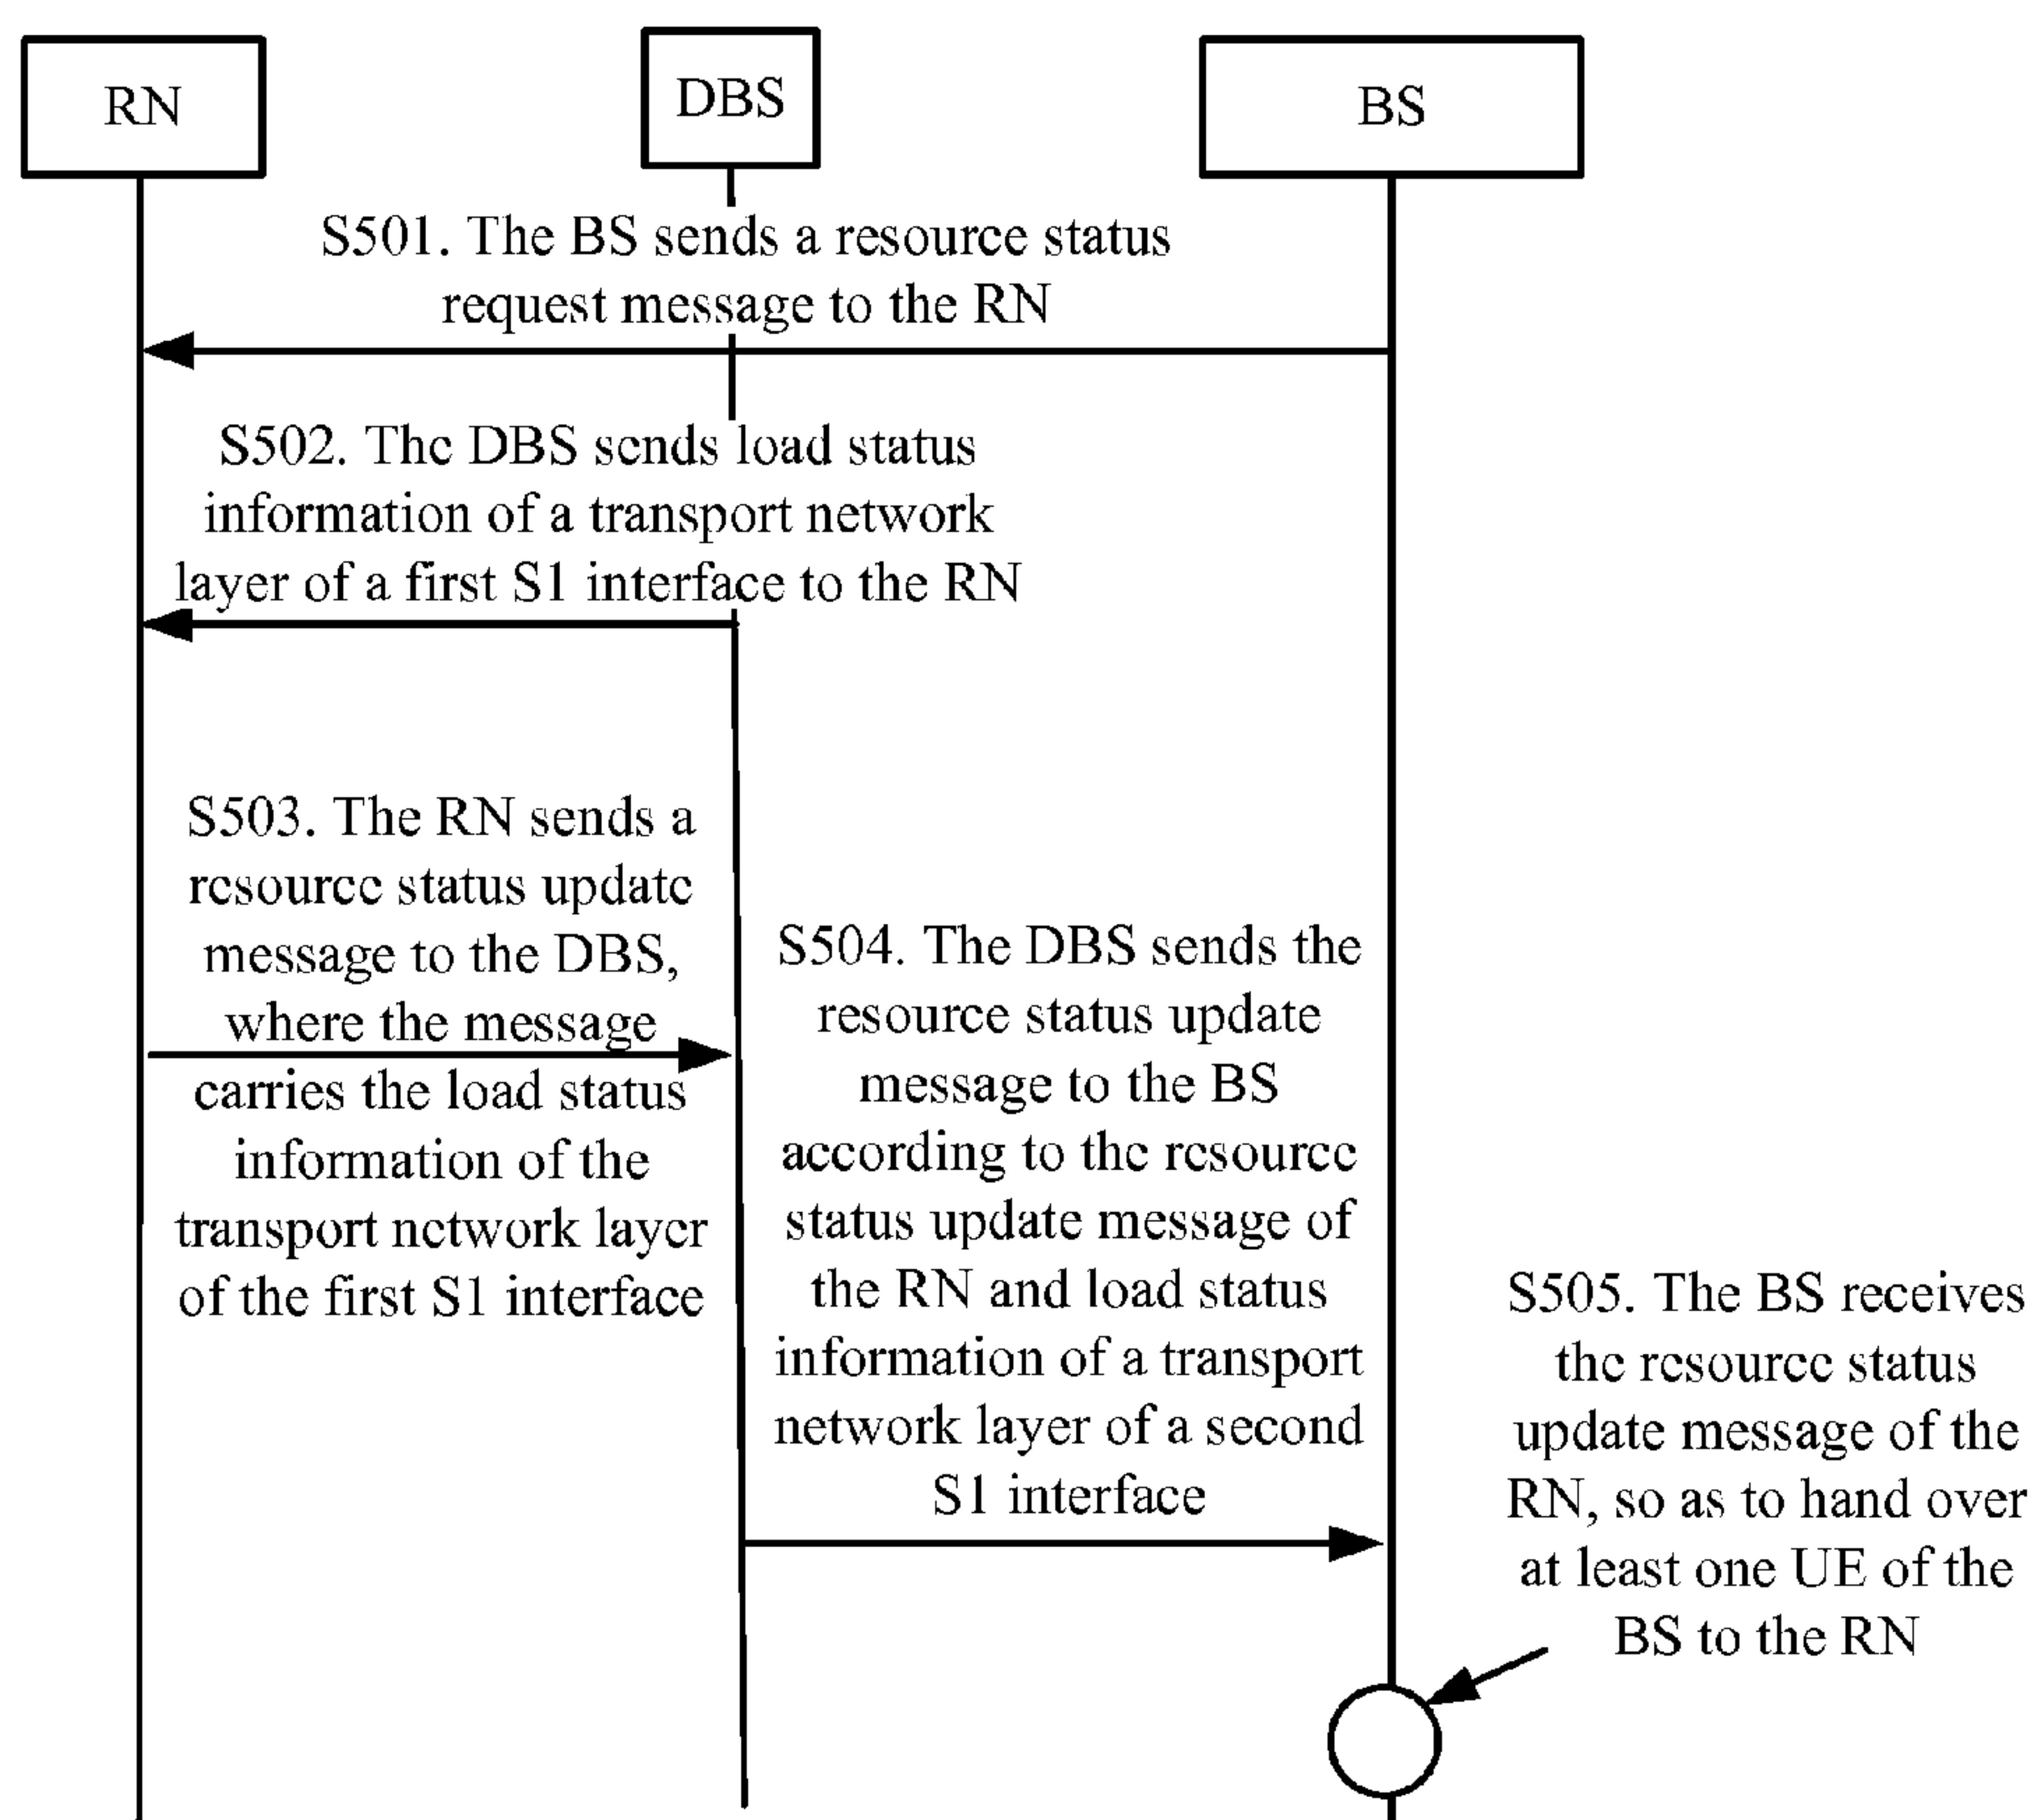 RN
DBS
BS
S501. The BS sends a resource status
request message to the RN
S502. The DBS sends load status
information of a transport network
layer of a first S1 interface to the RN
S503. The RN sends a
resource status update
message to the DBS,
where the message
carries the load status
information of the
transport network layer
of the first S1 interface
S504. The DBS sends the
resource status update
message to the BS
according to the resource
status update message of
the RN and load status
information of a transport
network layer of a second
S1 interface
S505. The BS receives
the resource status
update message of the
RN, so as to hand over
at least one UE of the
BS to the RN